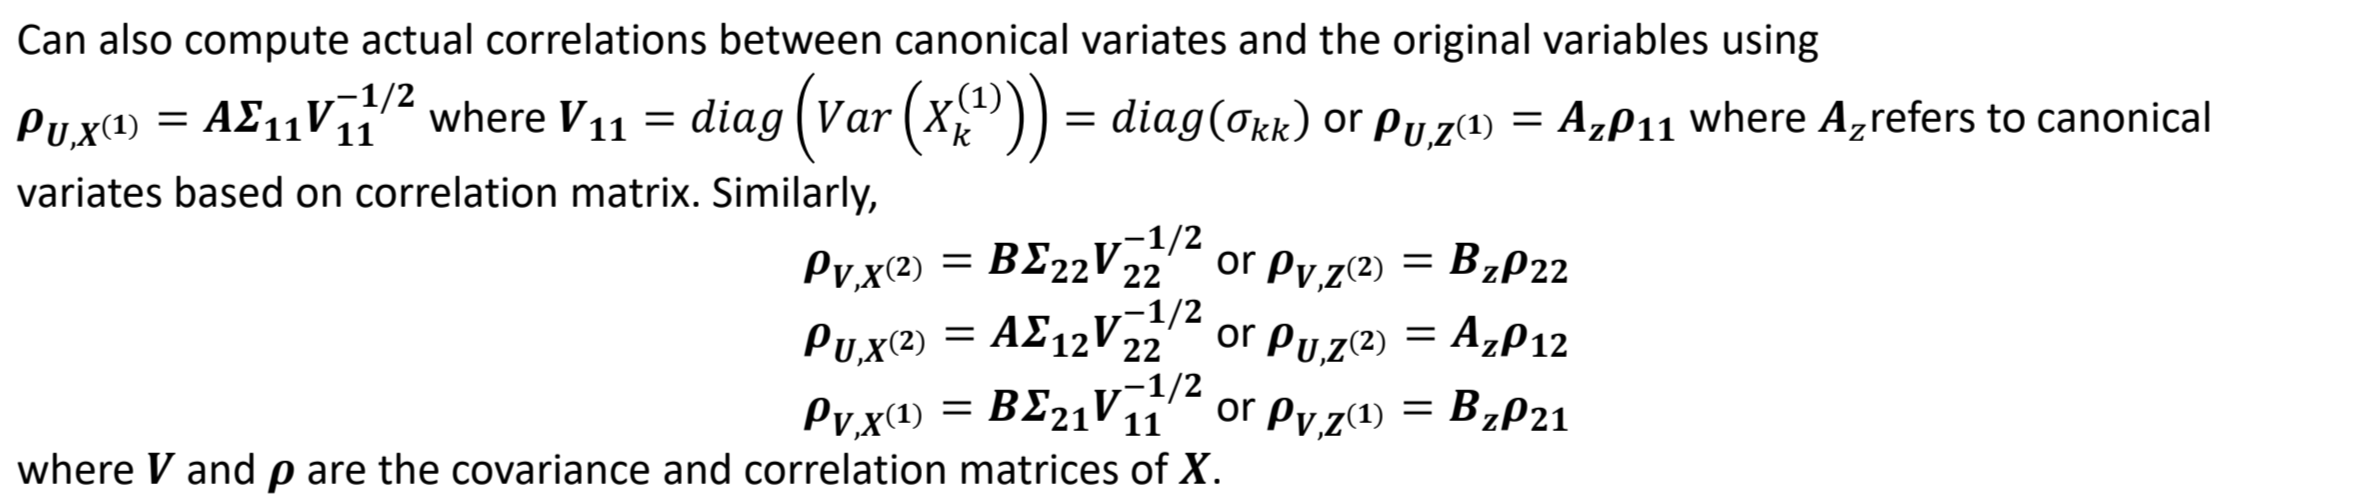 Can also compute actual correlations between canonical variates and the original variables using
𝝆_{U,X^{(1)}} = AΣ_{11}V_{11}^{-1/2} where V_{11} = diag(Var(X_k^{(1)})) = diag(σ_{kk}) or 𝝆_{U,Z^{(1)}} = A_z𝝆_{11} where A_z refers to canonical
variates based on correlation matrix. Similarly,
𝝆_{V,X^{(2)}} = BΣ_{22}V_{22}^{-1/2} or 𝝆_{V,Z^{(2)}} = B_z𝝆_{22}
𝝆_{U,X^{(2)}} = AΣ_{12}V_{22}^{-1/2} or 𝝆_{U,Z^{(2)}} = A_z𝝆_{12}
𝝆_{V,X^{(1)}} = BΣ_{21}V_{11}^{-1/2} or 𝝆_{V,Z^{(1)}} = B_z𝝆_{21}
where V and 𝝆 are the covariance and correlation matrices of X.